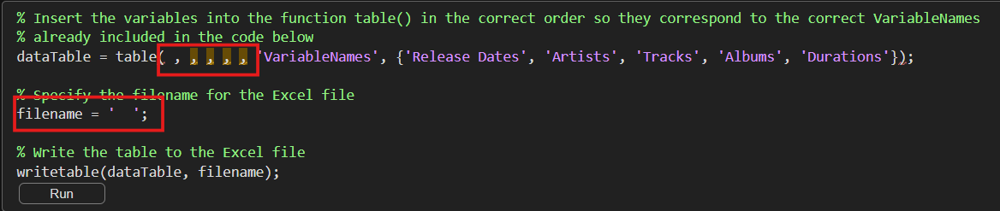 % Insert the variables into the function table() in the correct order so they correspond to the correct VariableNames
% already included in the code below
dataTable = table( , , , , , 'VariableNames', {'Release Dates', 'Artists', 'Tracks', 'Albums', 'Durations'});
% Specify the filename for the Excel file
filename = '  ';
% Write the table to the Excel file
writetable(dataTable, filename);
Run